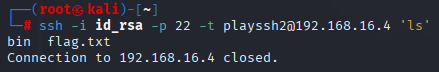 ┌──(root㉿kali)-[~]
└─# ssh -i id_rsa -p 22 -t playssh2@192.168.16.4 'ls'
bin  flag.txt
Connection to 192.168.16.4 closed.